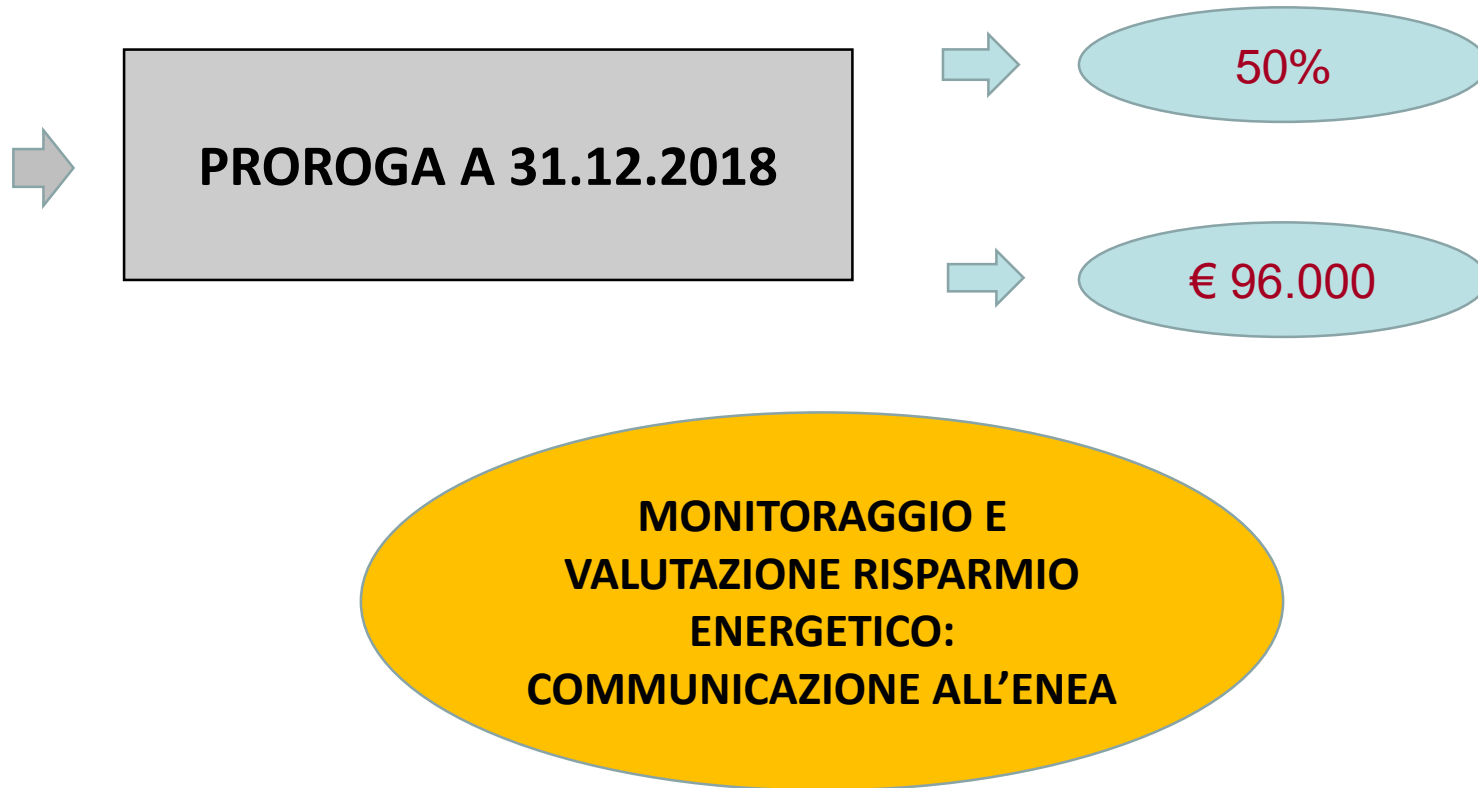 PROROGA A 31.12.2018
50%
€ 96.000
MONITORAGGIO E
VALUTAZIONE RISPARMIO
ENERGETICO:
COMMUNICAZIONE ALL’ENEA